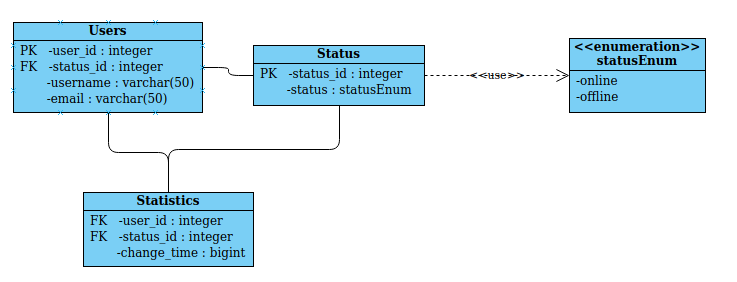 Users
PK -user_id : integer
FK -status_id : integer
-username : varchar(50)
-email : varchar(50)
Status
PK -status_id : integer
-status : statusEnum
<<use>>
<<enumeration>>
statusEnum
-online
-offline
Statistics
FK -user_id : integer
FK -status_id : integer
-change_time : bigint